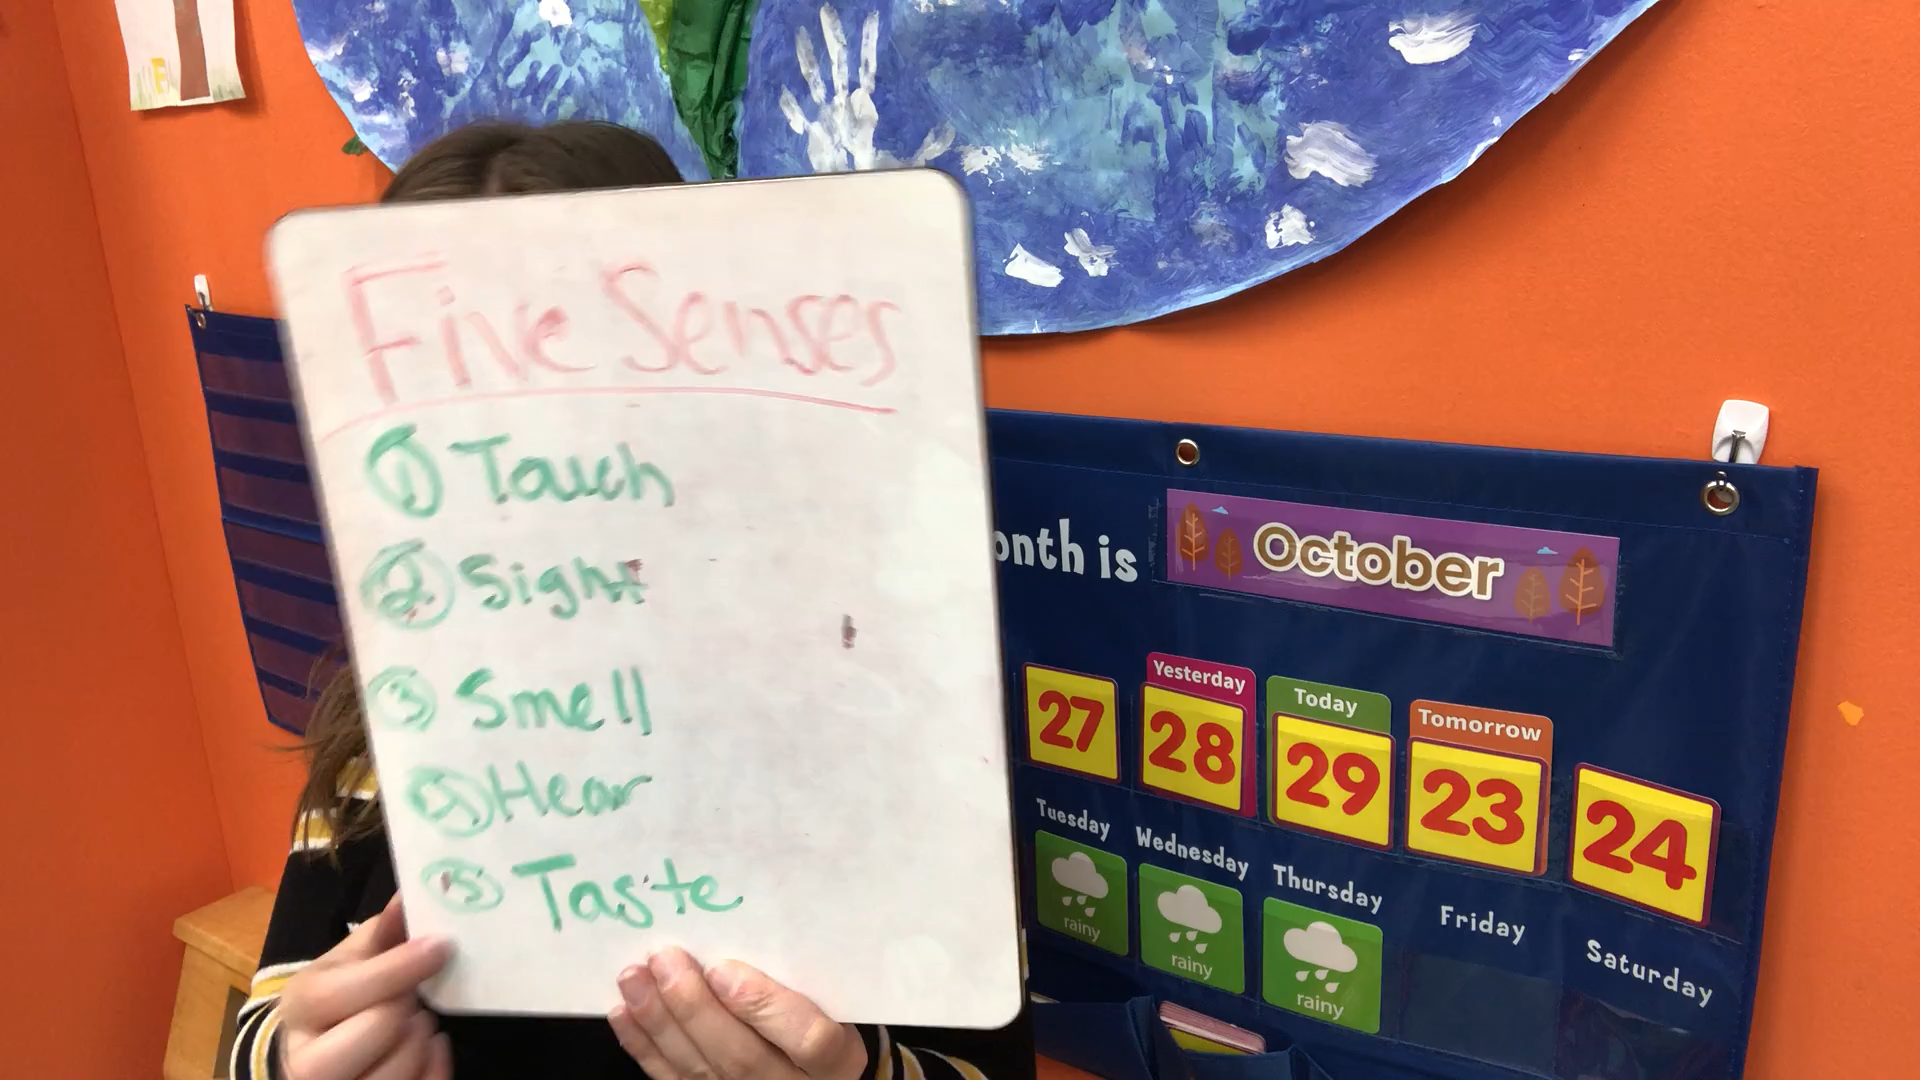 Five Senses
① Touch
② Sight
③ Smell
④ Hear
⑤ Taste
onth is
October
Yesterday
Today
Tomorrow
27
28
29
23
24
Tuesday
Wednesday
Thursday
Friday
Saturday
rainy
rainy
rainy